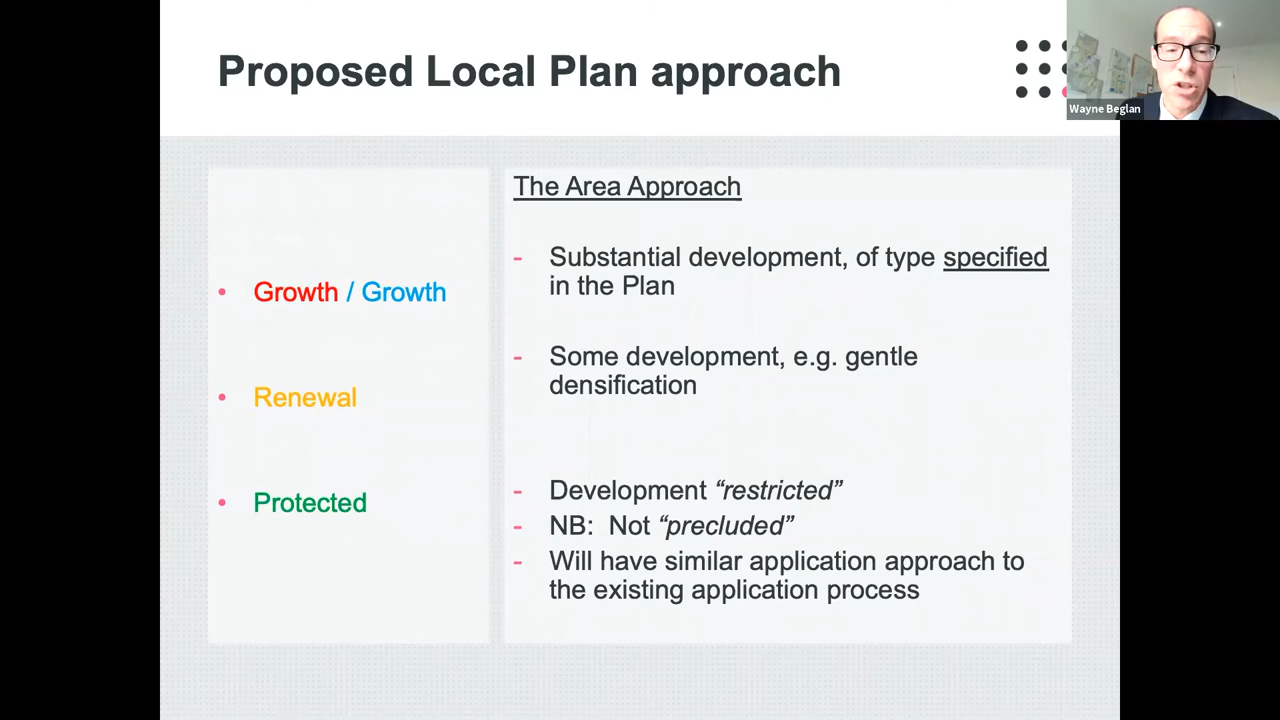 Proposed Local Plan approach
Wayne Beglan
• Growth / Growth
• Renewal
• Protected
The Area Approach
- Substantial development, of type specified
in the Plan
- Some development, e.g. gentle
densification
- Development “restricted”
- NB: Not “precluded”
- Will have similar application approach to
the existing application process